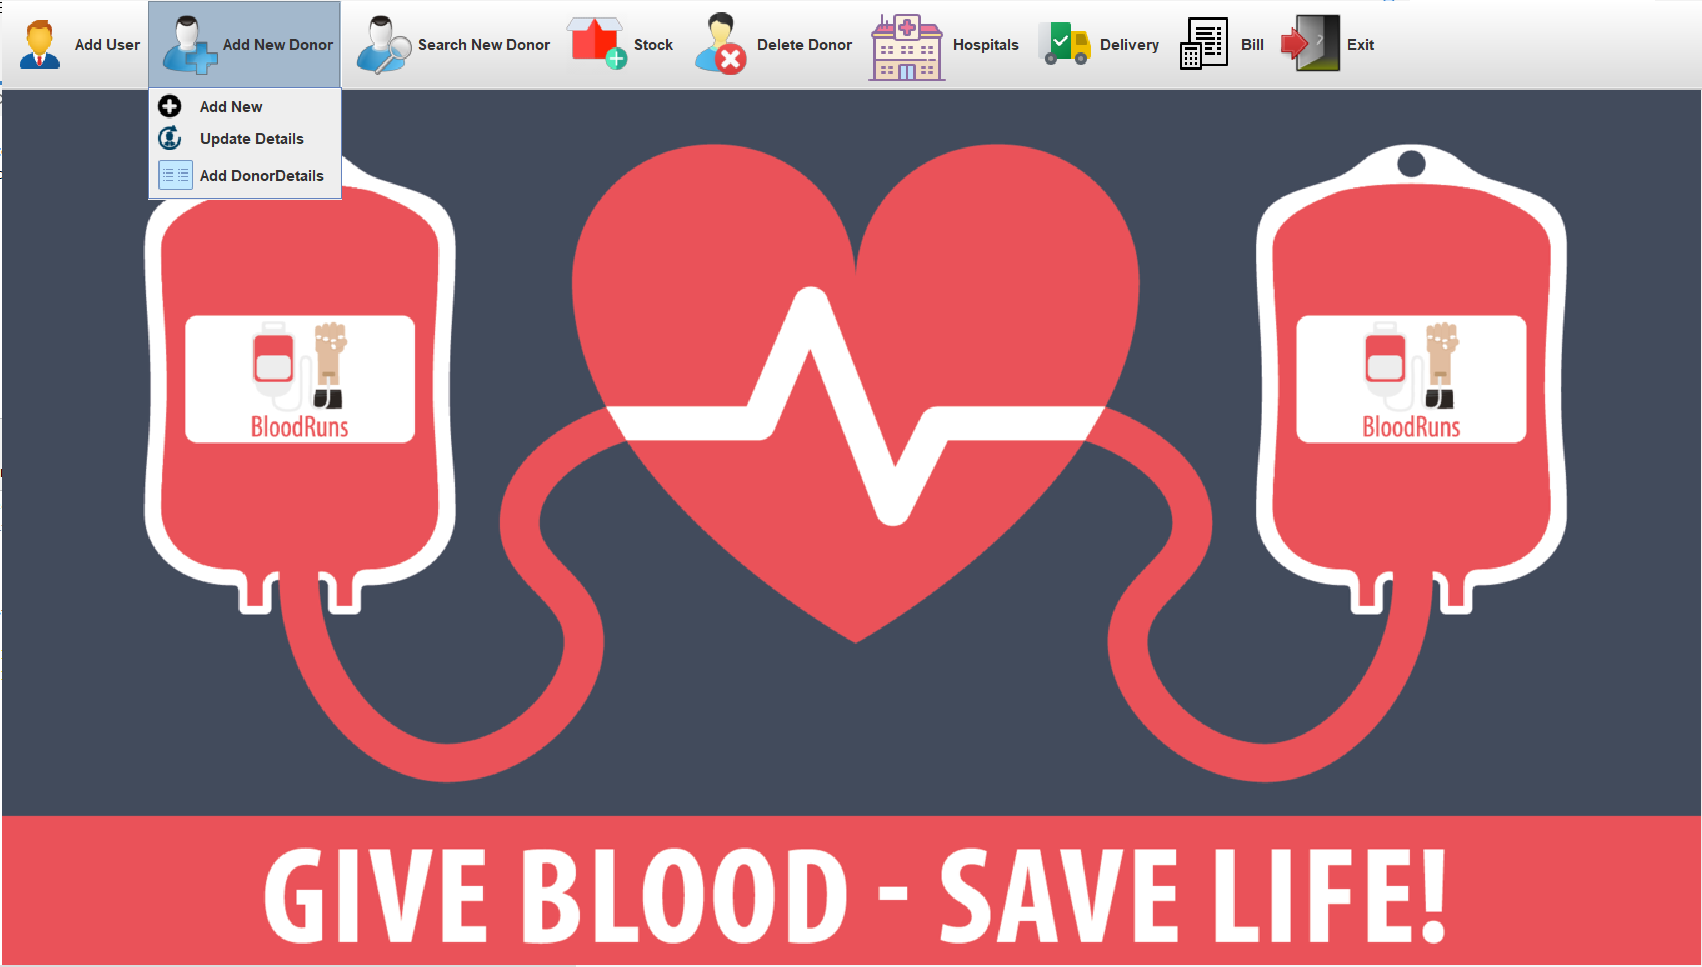 Add User
Add New Donor
Search New Donor
Stock
Delete Donor
Hospitals
Delivery
Bill
Exit
Add New
Update Details
Add DonorDetails
BloodRuns
BloodRuns
GIVE BLOOD - SAVE LIFE!